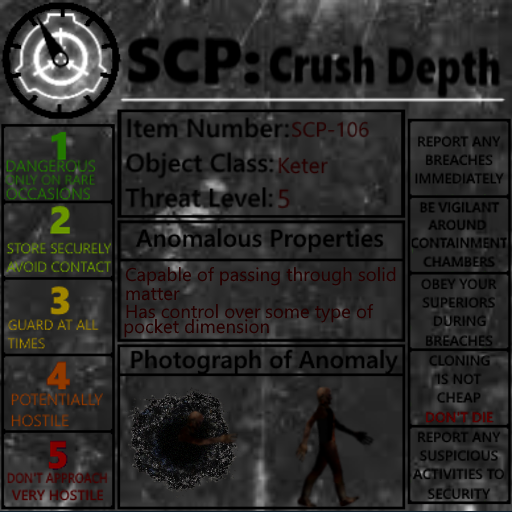 SCP: Crush Depth
Item Number:SCP-106
Object Class:Keter
Threat Level:5
Anomalous Properties
Capable of passing through solid
matter
Has control over some type of
pocket dimension
Photograph of Anomaly
1
DANGEROUS
ONLY ON RARE
OCCASIONS
2
STORE SECURELY
AVOID CONTACT
3
GUARD AT ALL
TIMES
4
POTENTIALLY
HOSTILE
5
DON'T APPROACH
VERY HOSTILE
REPORT ANY
BREACHES
IMMEDIATELY
BE VIGILANT
AROUND
CONTAINMENT
CHAMBERS
OBEY YOUR
SUPERIORS
DURING
BREACHES
CLONING
IS NOT
CHEAP
DON'T DIE
REPORT ANY
SUSPICIOUS
ACTIVITIES TO
SECURITY